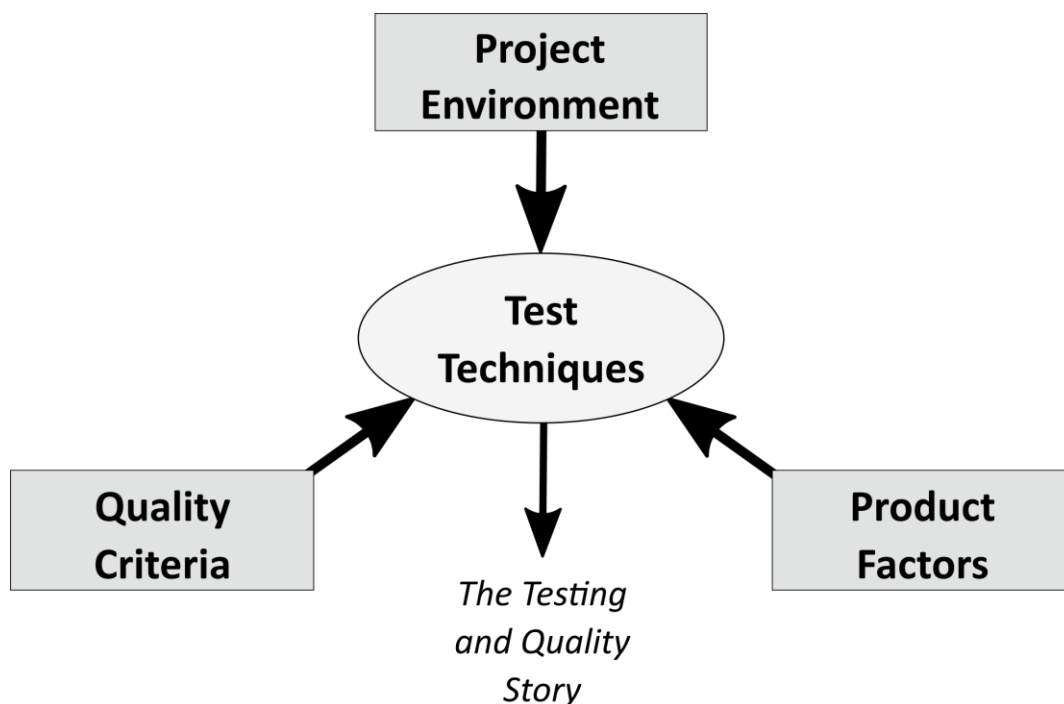 Project
Environment
Test
Techniques
Quality
Criteria
Product
Factors
The Testing
and Quality
Story